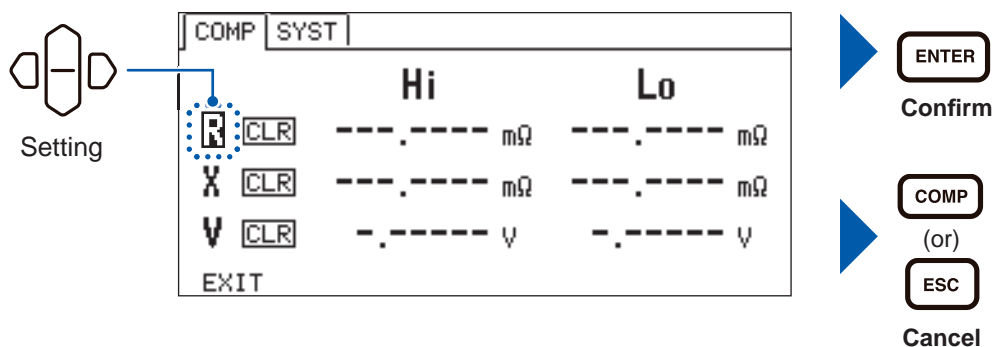 COMP SYST
Hi Lo
R CLR ---.---- mΩ ---.---- mΩ
X CLR ---.---- mΩ ---.---- mΩ
V CLR -.----- V -.----- V
EXIT
Setting
ENTER
Confirm
COMP
(or)
ESC
Cancel